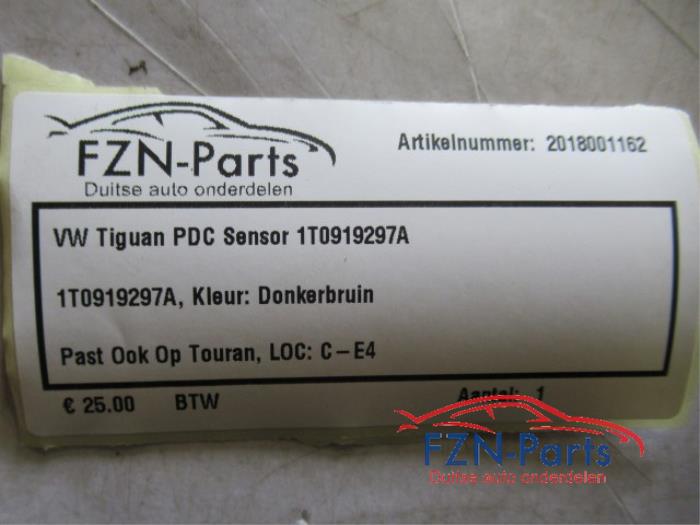 FZN-Parts
Duitse auto onderdelen
Artikelnummer: 2018001162
VW Tiguan PDC Sensor 1T0919297A
1T0919297A, Kleur: Donkerbruin
Past Ook Op Touran, LOC: C-E4
€ 25.00 BTW Aantal: 1
FZN-Parts
Duitse auto onderdelen